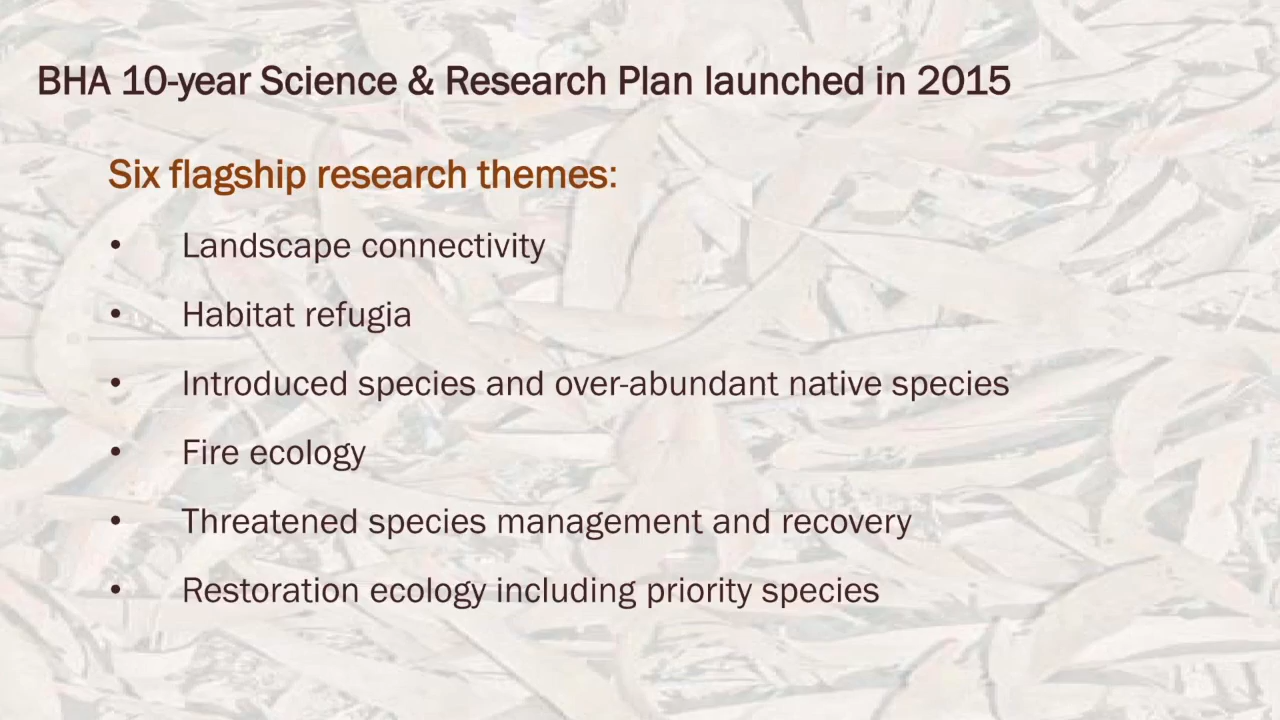 BHA 10-year Science & Research Plan launched in 2015
Six flagship research themes:
• Landscape connectivity
• Habitat refugia
• Introduced species and over-abundant native species
• Fire ecology
• Threatened species management and recovery
• Restoration ecology including priority species